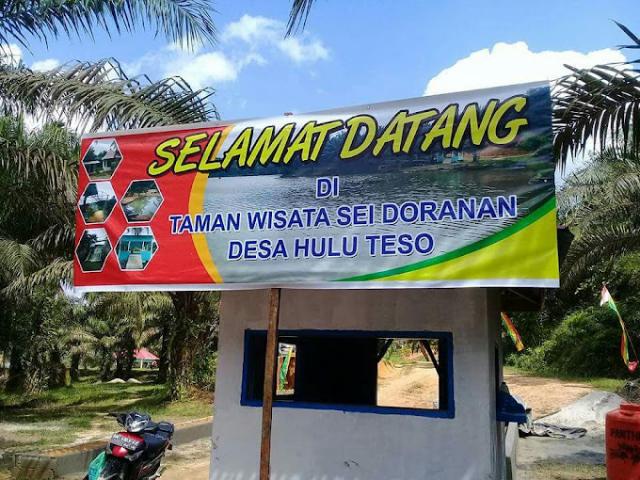 SELAMAT DATANG
DI
TAMAN WISATA SEI DORANAN
DESA HULU TESO